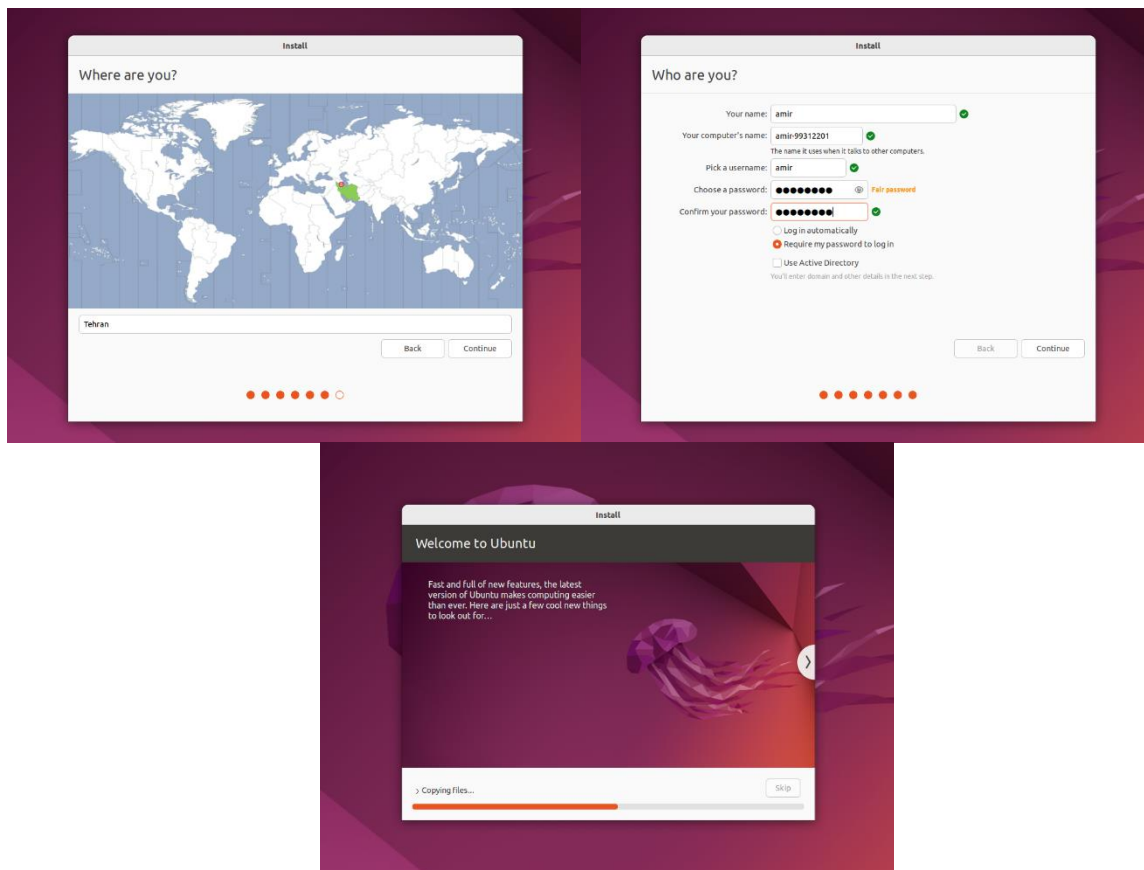 Install
Where are you?
Tehran
Back Continue
Install
Who are you?
Your name: amir
Your computer's name: amir-99312201
The name it uses when it talks to other computers.
Pick a username: amir
Choose a password: ●●●●●●●● Fair password
Confirm your password: ●●●●●●●●
Log in automatically
Require my password to log in
Use Active Directory
You'll enter domain and other details in the next step.
Back Continue
Install
Welcome to Ubuntu
Fast and full of new features, the latest
version of Ubuntu makes computing easier
than ever. Here are just a few cool new things
to look out for...
> Copying files...
Skip